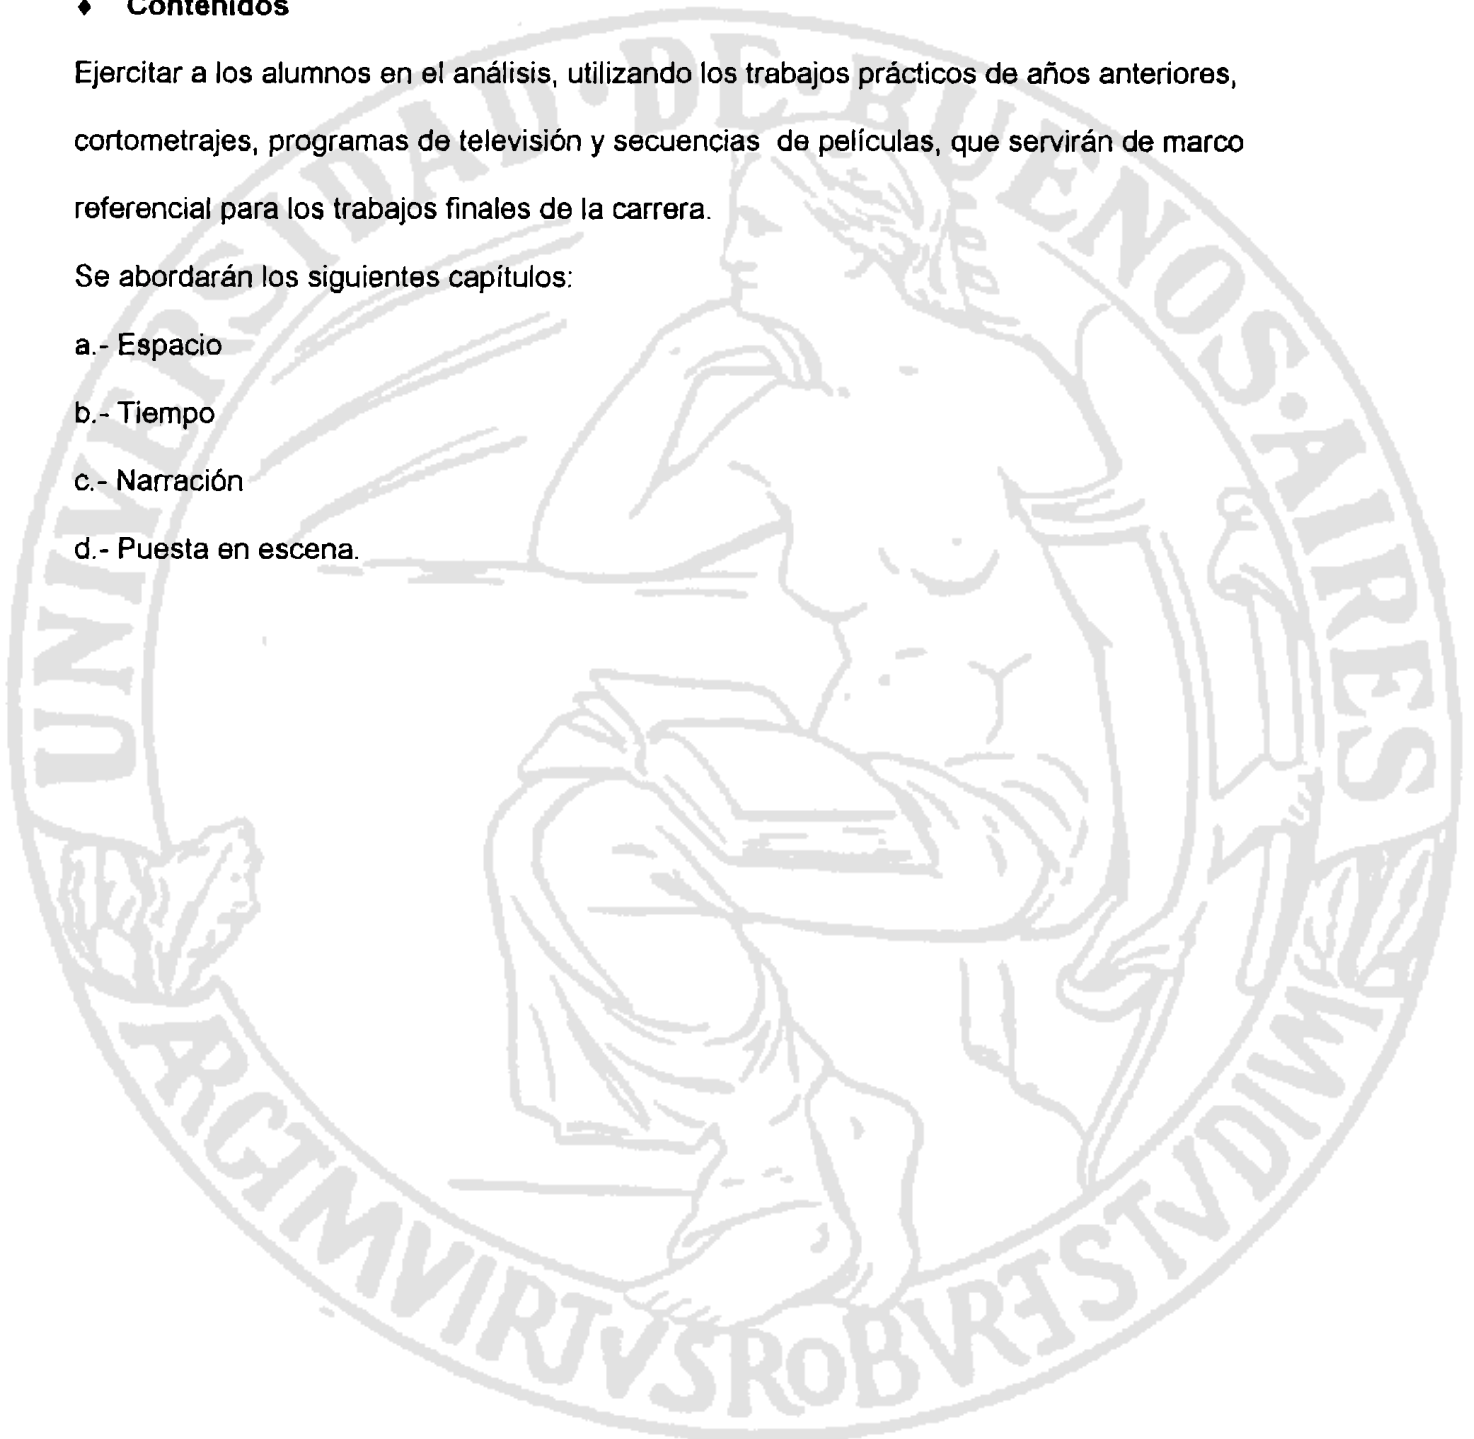 ♦ Contenidos
Ejercitar a los alumnos en el análisis, utilizando los trabajos prácticos de años anteriores,
cortometrajes, programas de televisión y secuencias de películas, que servirán de marco
referencial para los trabajos finales de la carrera.
Se abordarán los siguientes capítulos:
a.- Espacio
b.- Tiempo
c.- Narración
d.- Puesta en escena.
UNIVERSIDAD • DE • BUENOS • AIRES
ARGTMVIRTVSROBVRETSTVDIVM